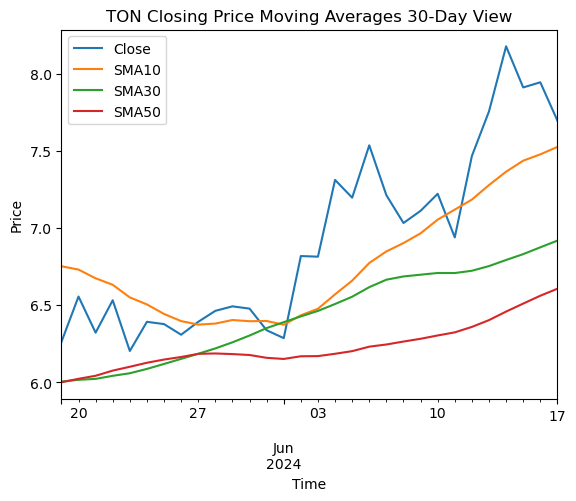 TON Closing Price Moving Averages 30-Day View
Close
SMA10
SMA30
SMA50
8.0
7.5
7.0
6.5
6.0
Price
20
27
03
10
17
Jun
2024
Time